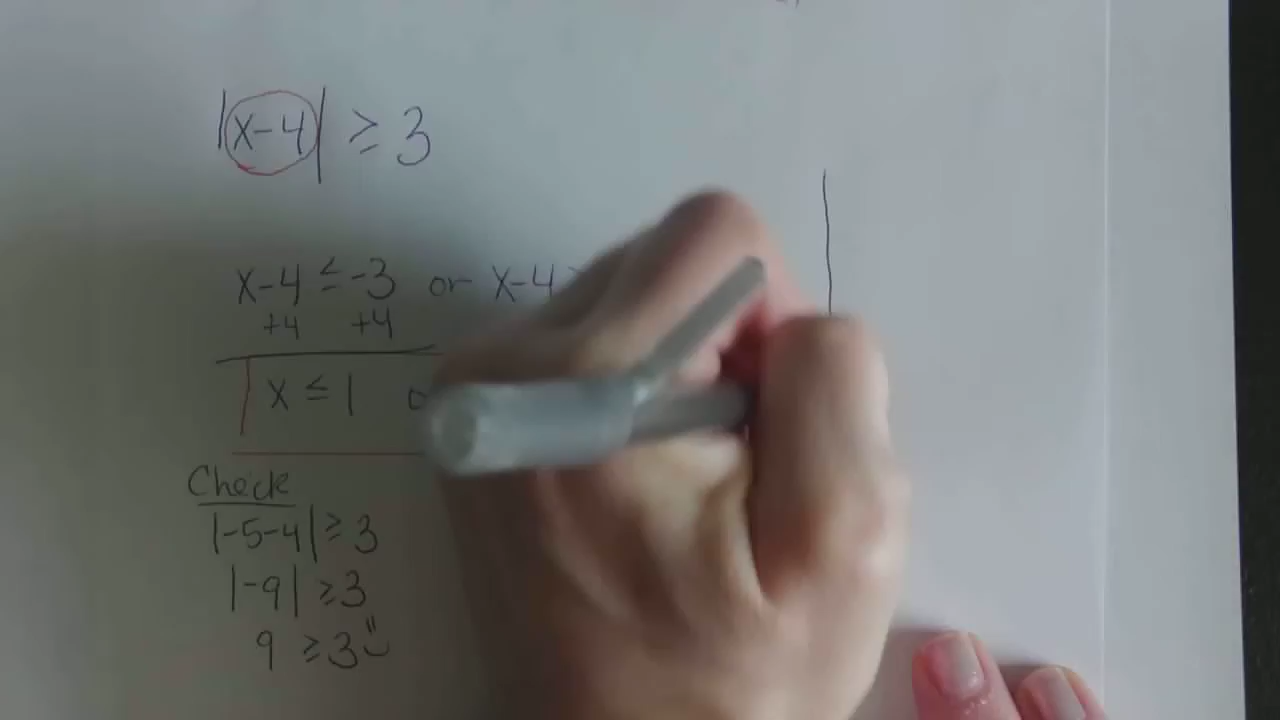 |x-4| ≥ 3
x-4 ≤ -3 or x-4
+4 +4
x ≤ 1
Check
|-5-4| ≥ 3
|-9| ≥ 3
9 ≥ 3